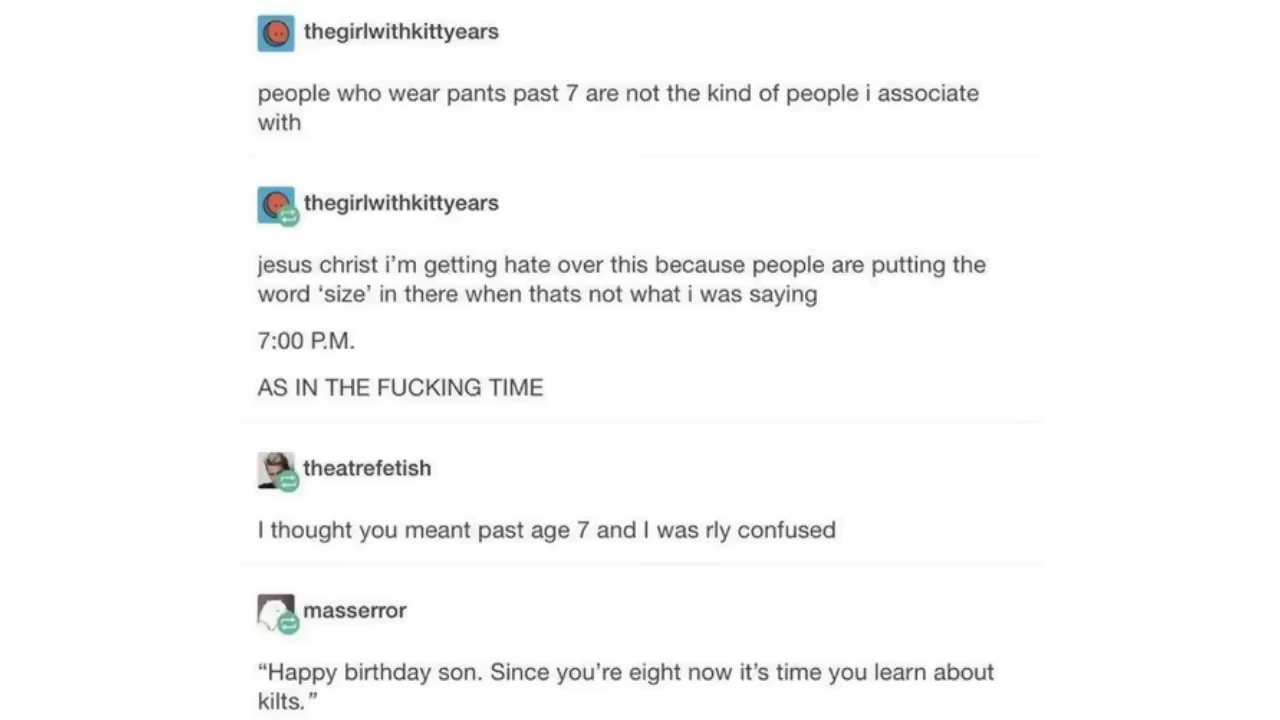 thegirlwithkittyears
people who wear pants past 7 are not the kind of people i associate
with
thegirlwithkittyears
jesus christ i’m getting hate over this because people are putting the
word ‘size’ in there when thats not what i was saying
7:00 P.M.
AS IN THE FUCKING TIME
theatrefetish
I thought you meant past age 7 and I was rly confused
masserror
“Happy birthday son. Since you’re eight now it’s time you learn about
kilts.”